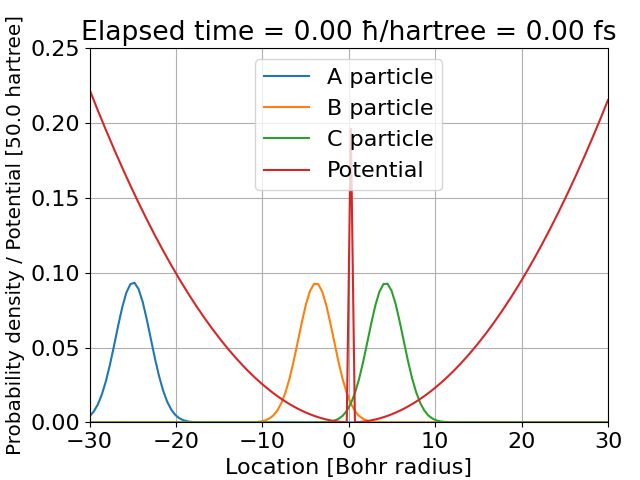 Elapsed time = 0.00 ħ/hartree = 0.00 fs
Probability density / Potential [50.0 hartree]
0.25
0.20
0.15
0.10
0.05
0.00
A particle
B particle
C particle
Potential
−30 −20 −10 0 10 20 30
Location [Bohr radius]